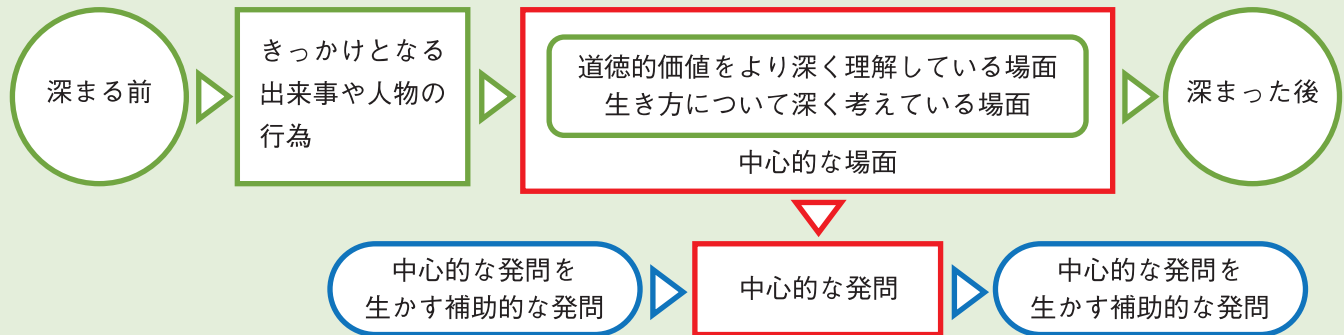 深まる前
きっかけとなる
出来事や人物の
行為
道徳的価値をより深く理解している場面
生き方について深く考えている場面
中心的な場面
深まった後
中心的な発問を
生かす補助的な発問
中心的な発問
中心的な発問を
生かす補助的な発問